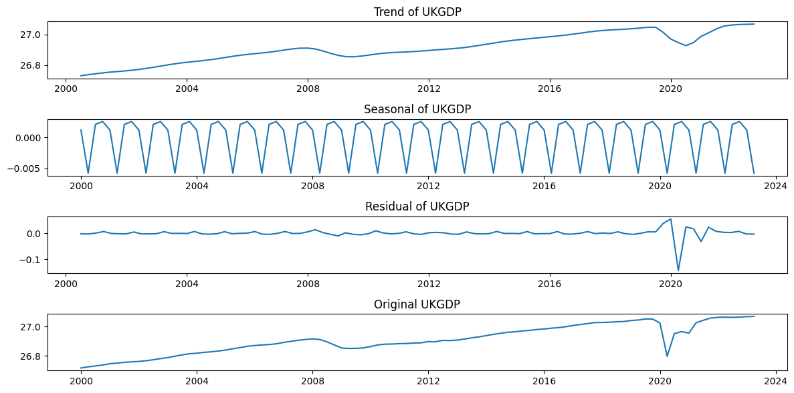 Trend of UKGDP
27.0
26.8
2000 2004 2008 2012 2016 2020
Seasonal of UKGDP
0.000
−0.005
2000 2004 2008 2012 2016 2020 2024
Residual of UKGDP
0.0
−0.1
2000 2004 2008 2012 2016 2020
Original UKGDP
27.0
26.8
2000 2004 2008 2012 2016 2020 2024